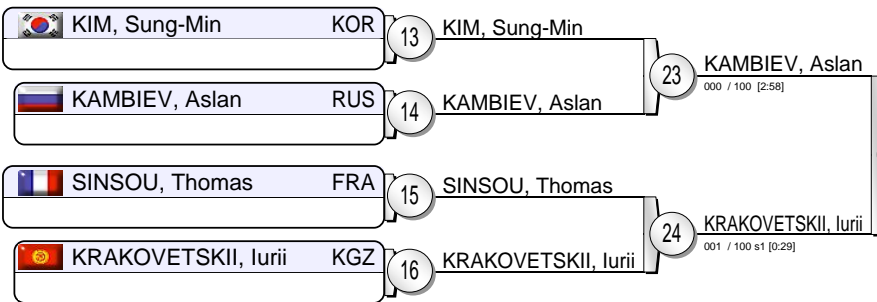 KIM, Sung-Min KOR
13
KIM, Sung-Min
23
KAMBIEV, Aslan
000 / 100 [2:58]
KAMBIEV, Aslan RUS
14
KAMBIEV, Aslan
SINSOU, Thomas FRA
15
SINSOU, Thomas
24
KRAKOVETSKII, Iurii
001 / 100 s1 [0:29]
KRAKOVETSKII, Iurii KGZ
16
KRAKOVETSKII, Iurii